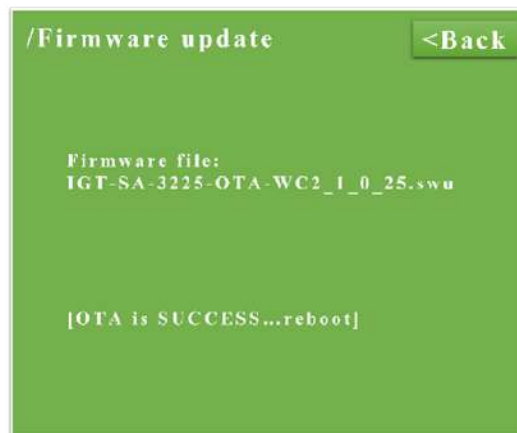 /Firmware update
<Back
Firmware file:
IGT-SA-3225-OTA-WC2_1_0_25.swu
[OTA is SUCCESS...reboot]